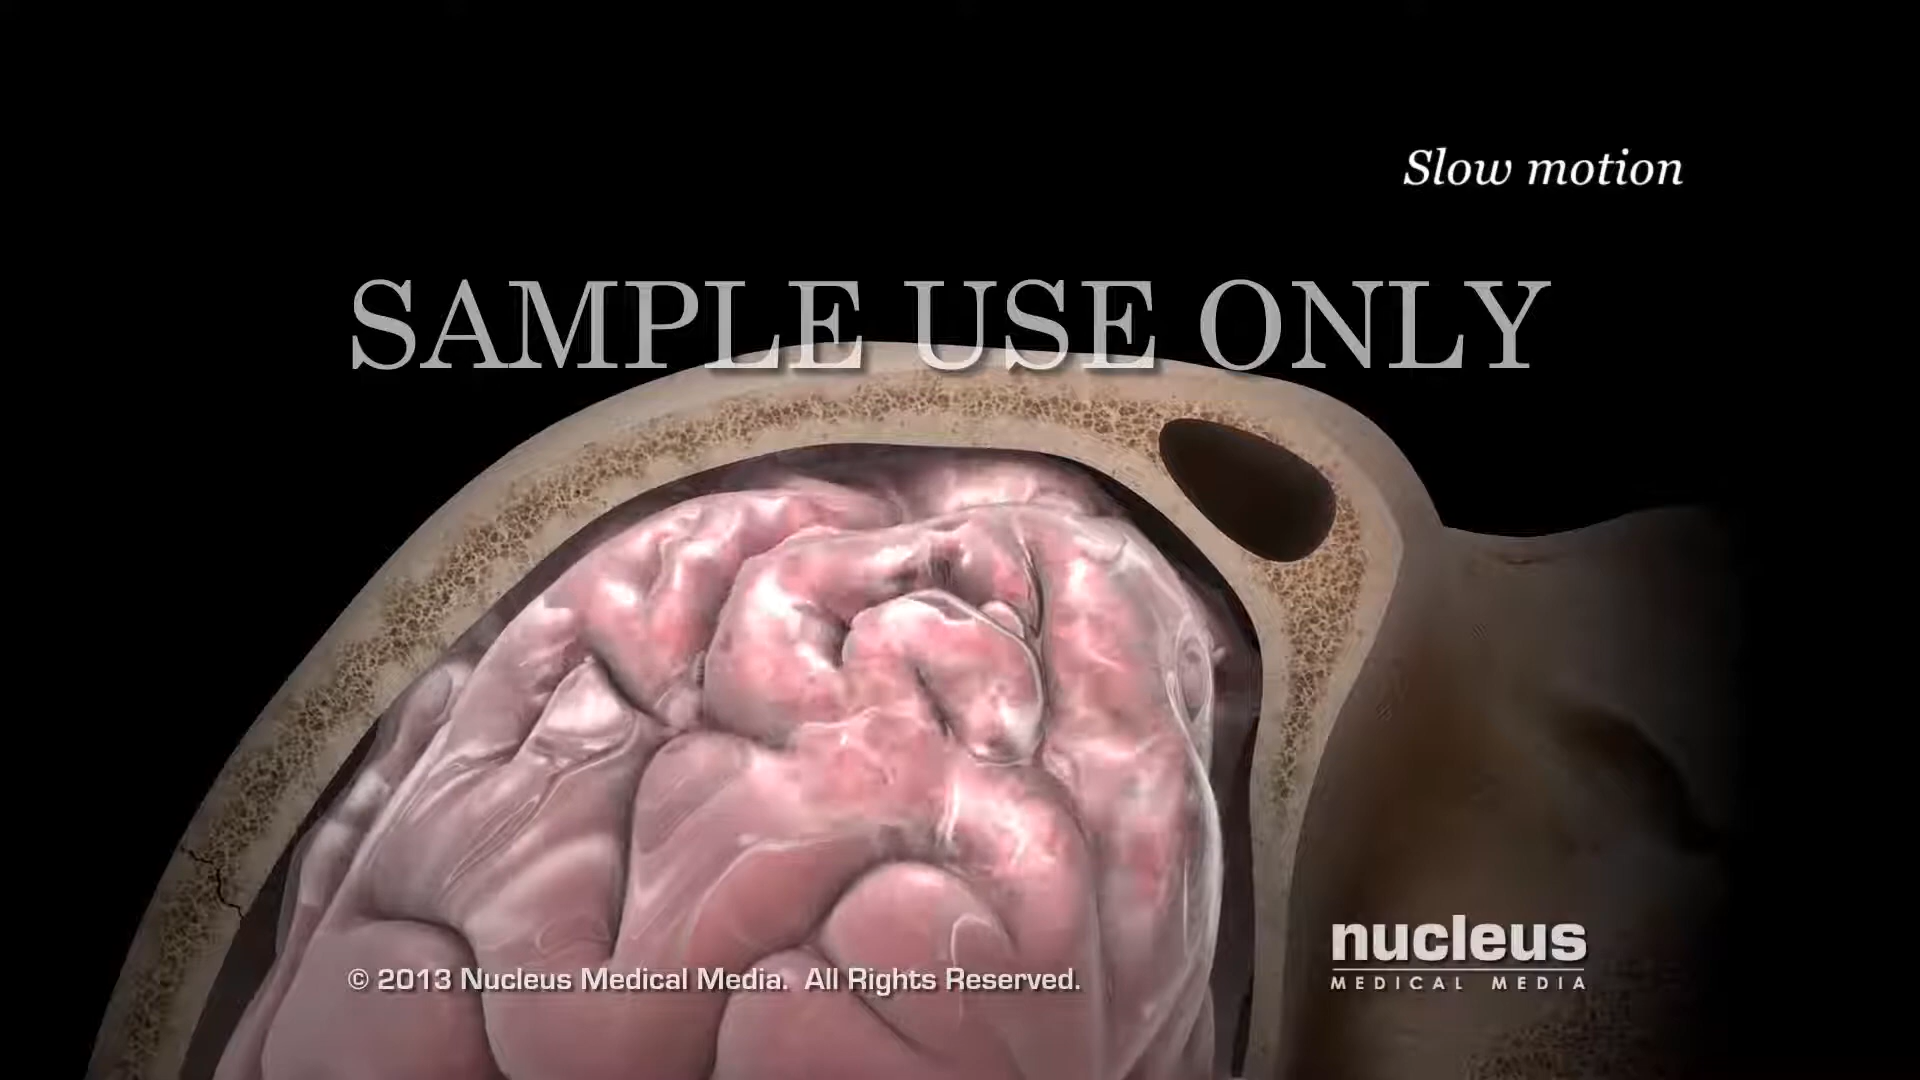 Slow motion
SAMPLE USE ONLY
© 2013 Nucleus Medical Media. All Rights Reserved.
nucleus
MEDICAL MEDIA